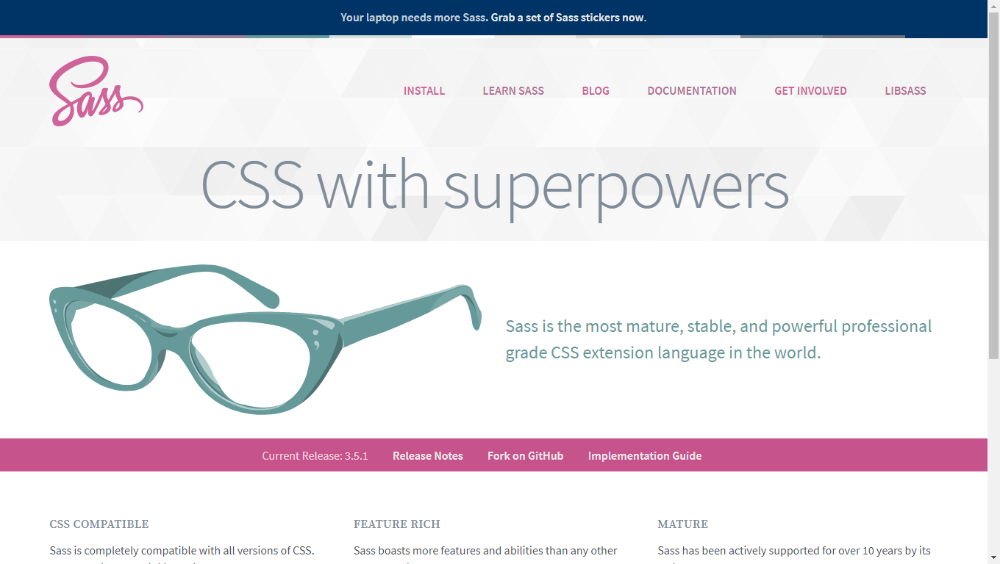 Your laptop needs more Sass. Grab a set of Sass stickers now.
Sass
INSTALL LEARN SASS BLOG DOCUMENTATION GET INVOLVED LIBSASS
CSS with superpowers
Sass is the most mature, stable, and powerful professional
grade CSS extension language in the world.
Current Release: 3.5.1 Release Notes Fork on GitHub Implementation Guide
CSS COMPATIBLE
Sass is completely compatible with all versions of CSS.
FEATURE RICH
Sass boasts more features and abilities than any other
MATURE
Sass has been actively supported for over 10 years by its